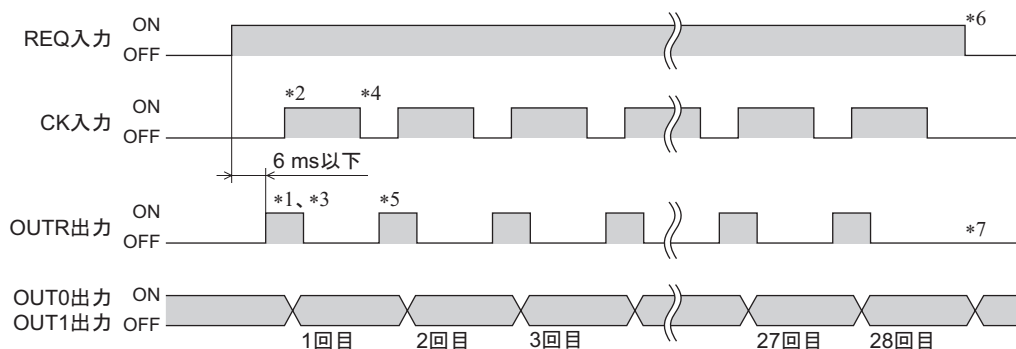 REQ入力 ON OFF *6
CK入力 ON OFF *2 *4
6 ms以下
OUTR出力 ON OFF *1、*3 *5 *7
OUT0出力 ON
OUT1出力 OFF
1回目 2回目 3回目 27回目 28回目